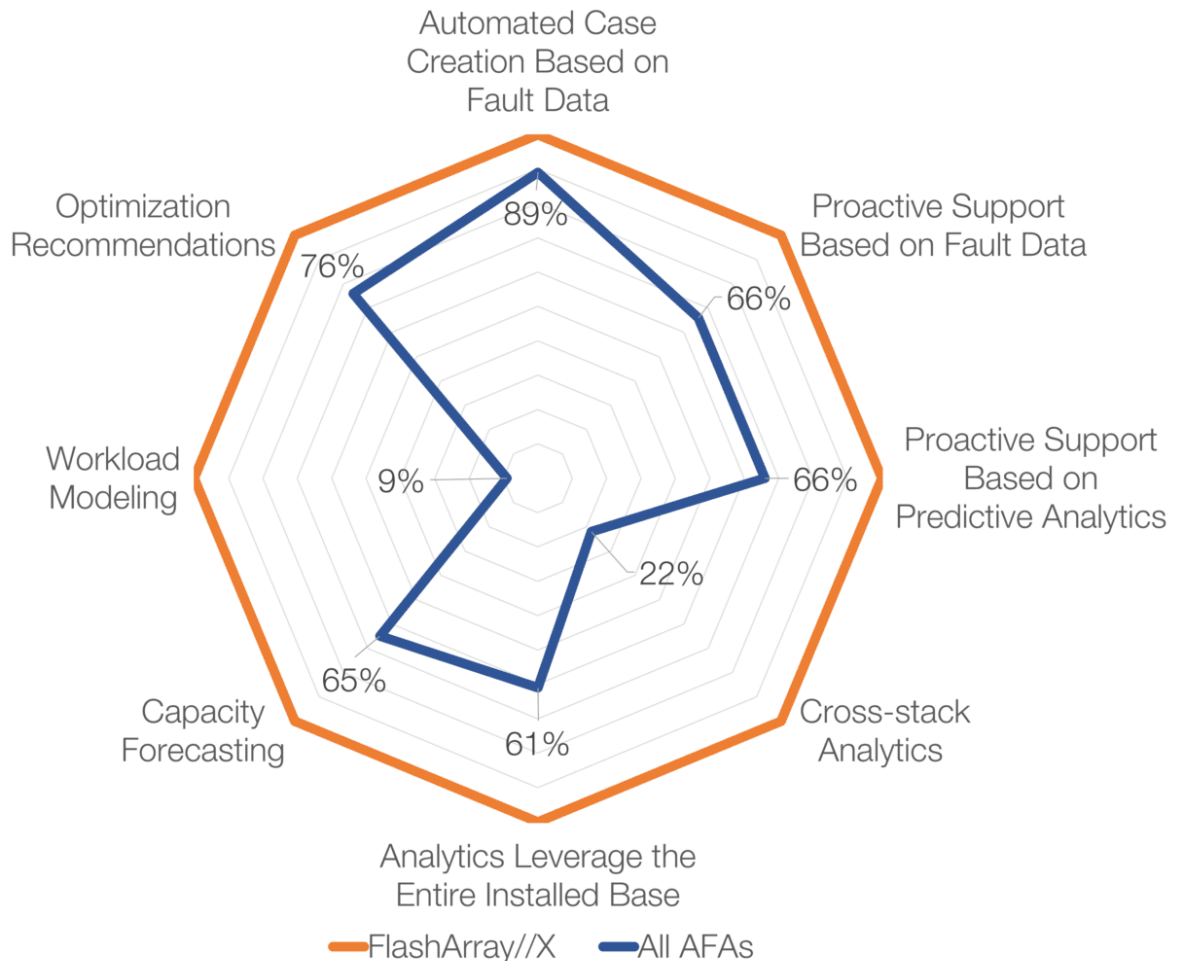 Automated Case
Creation Based on
Fault Data
Optimization
Recommendations
Proactive Support
Based on Fault Data
89%
76%
66%
Workload
Modeling
9%
66%
Proactive Support
Based on
Predictive Analytics
22%
65%
61%
Capacity
Forecasting
Cross-stack
Analytics
Analytics Leverage the
Entire Installed Base
FlashArray//X
All AFAs